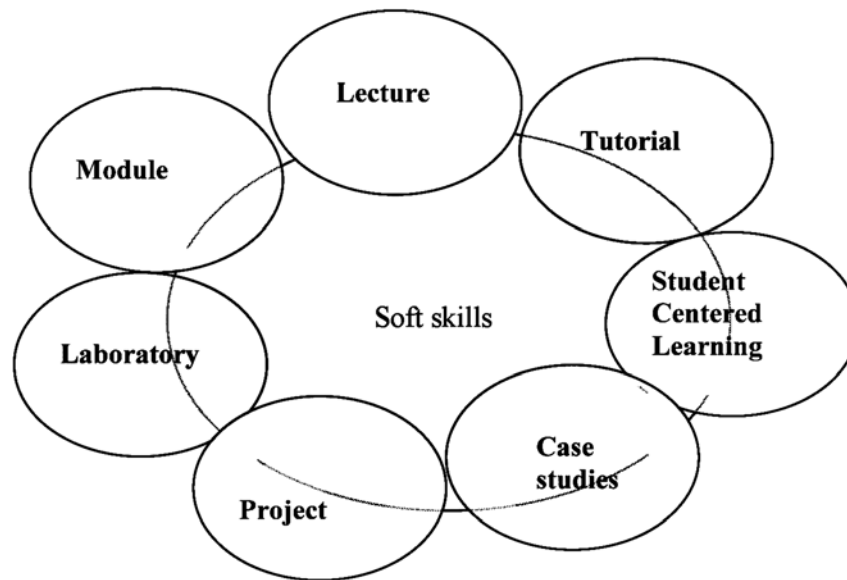 Lecture
Tutorial
Module
Student
Centered
Learning
Soft skills
Laboratory
Case
studies
Project